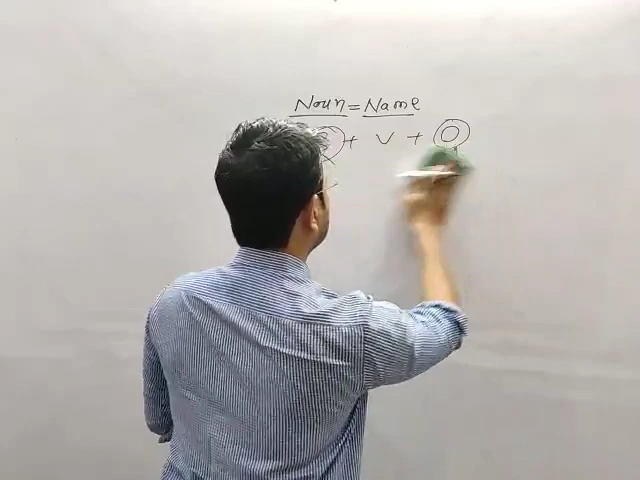 Noun = Name
+ V + O